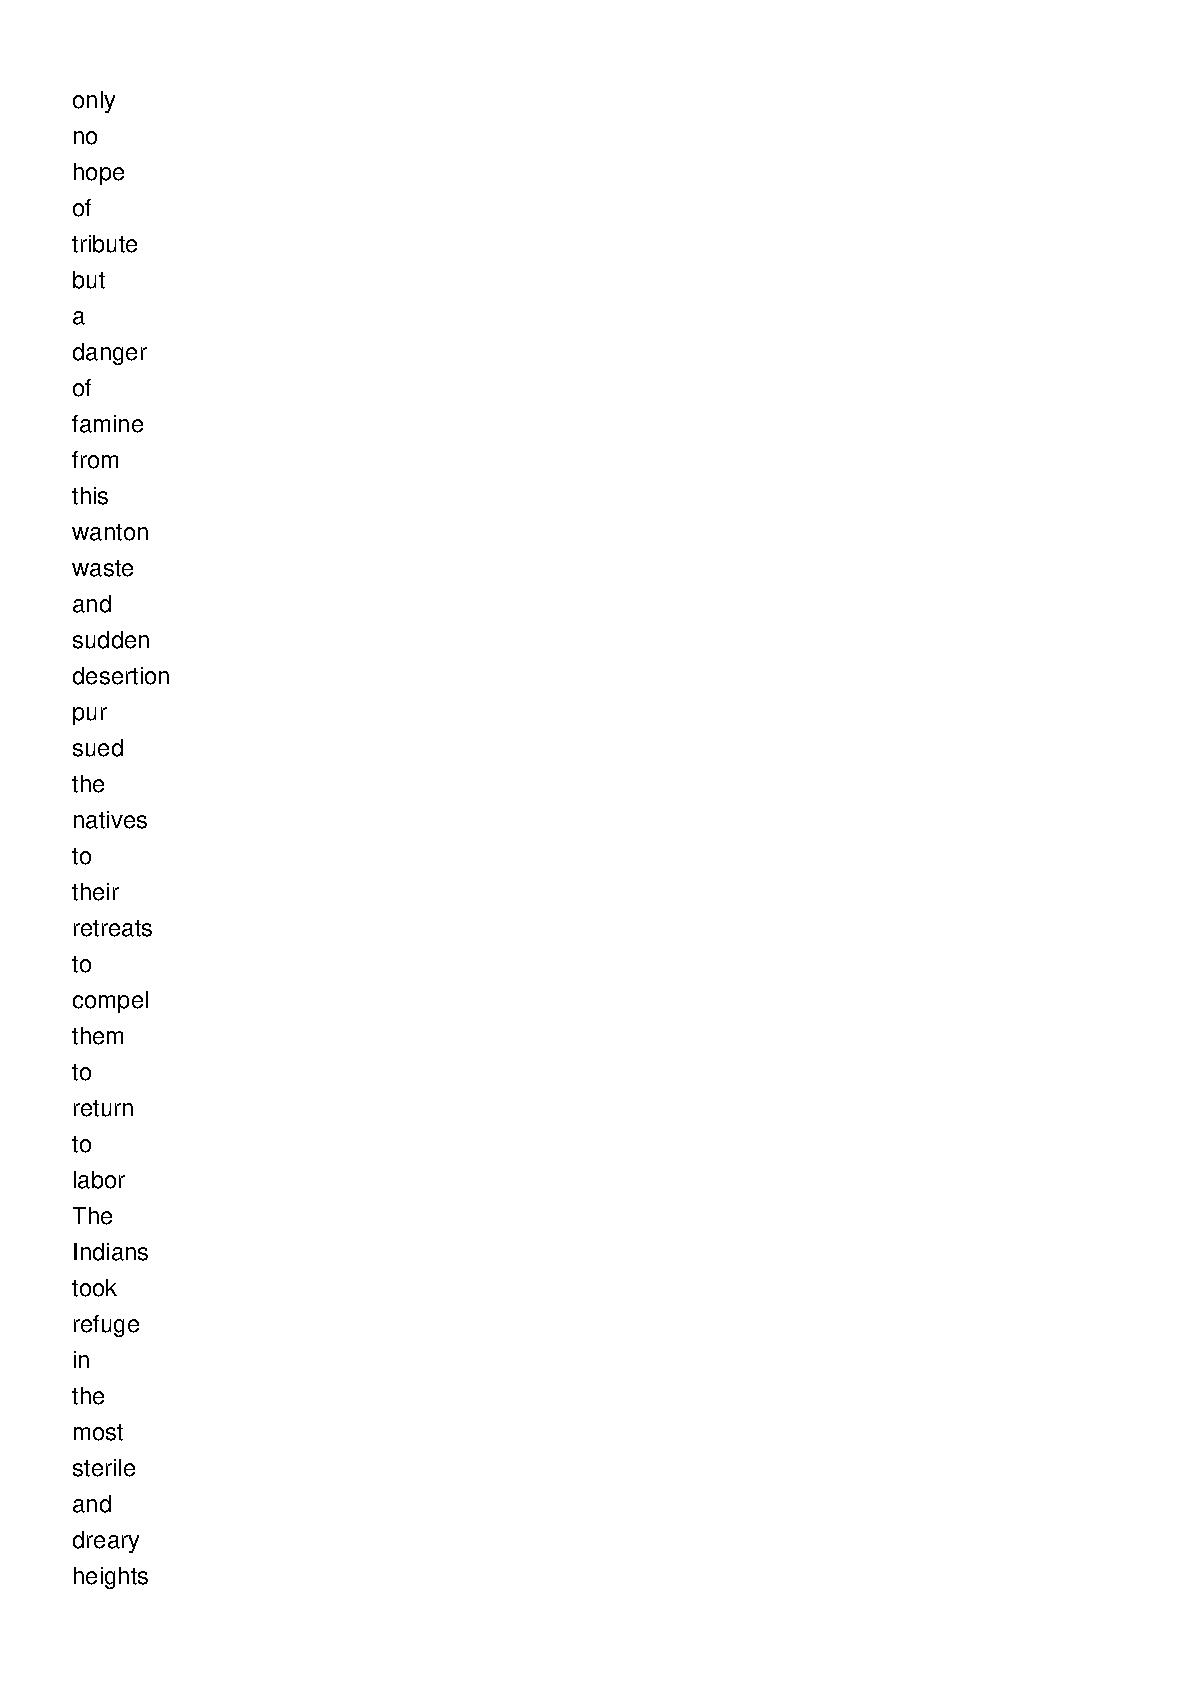 only
no
hope
of
tribute
but
a
danger
of
famine
from
this
wanton
waste
and
sudden
desertion
pur
sued
the
natives
to
their
retreats
to
compel
them
to
return
to
labor
The
Indians
took
refuge
in
the
most
sterile
and
dreary
heights